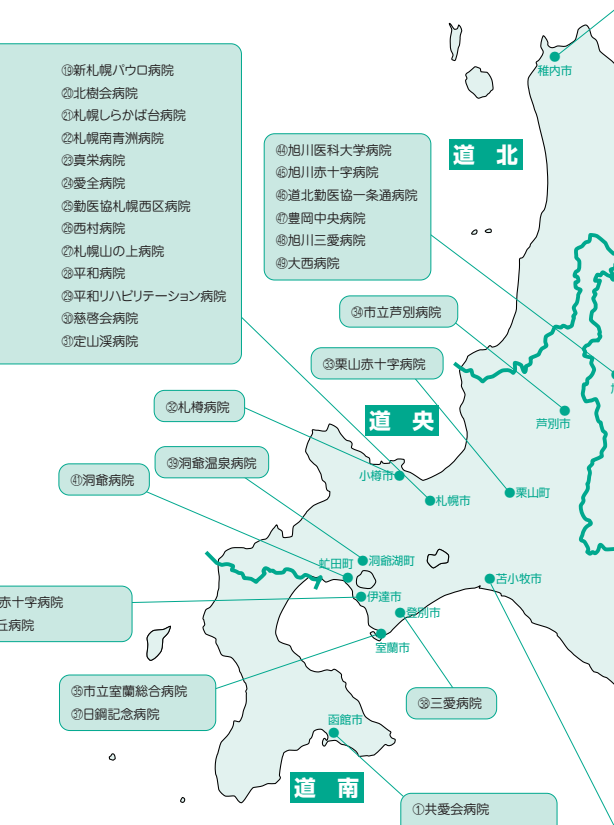 ⑲新札幌パウロ病院
⑳北樹会病院
㉑札幌しらかば台病院
㉒札幌南青洲病院
㉓真栄病院
㉔愛全病院
㉕勤医協札幌西区病院
㉖西村病院
㉗札幌山の上病院
㉘平和病院
㉙平和リハビリテーション病院
㉚慈啓会病院
㉛定山渓病院
稚内市
道 北
㊹旭川医科大学病院
㊺旭川赤十字病院
㊻道北勤医協一条通病院
㊼豊岡中央病院
㊽旭川三愛病院
㊾大西病院
㉞市立芦別病院
㉝栗山赤十字病院
㉜札樽病院
道 央
芦別市
㊴洞爺温泉病院
㊶洞爺病院
小樽市
札幌市
栗山町
虻田町
洞爺湖町
苫小牧市
赤十字病院
丘病院
伊達市
登別市
室蘭市
㊱市立室蘭総合病院
㊲日鋼記念病院
㊳三愛病院
函館市
道 南
①共愛会病院